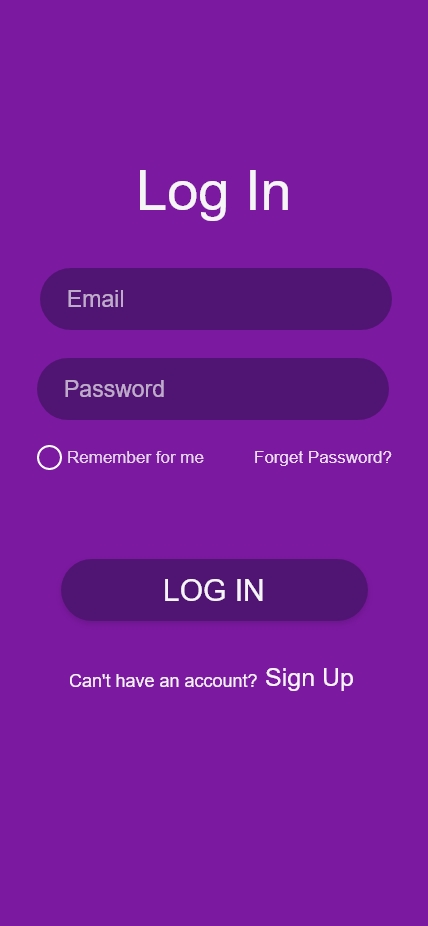 Log In
Email
Password
Remember for me Forget Password?
LOG IN
Can't have an account? Sign Up